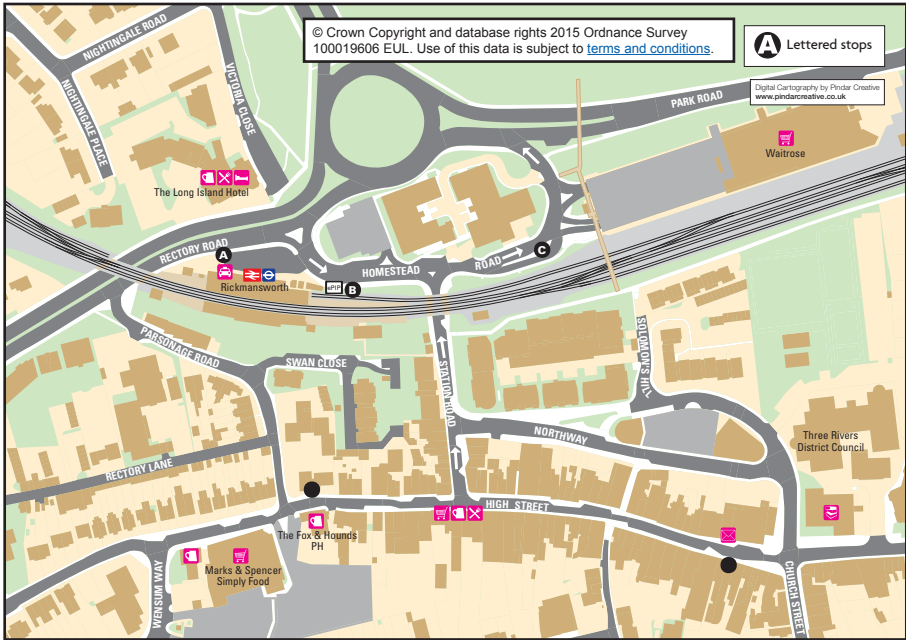 © Crown Copyright and database rights 2015 Ordnance Survey
100019606 EUL. Use of this data is subject to terms and conditions.
A Lettered stops
Digital Cartography by Pindar Creative
www.pindarcreative.co.uk
NIGHTINGALE ROAD
NIGHTINGALE PLACE
VICTORIA CLOSE
PARK ROAD
Waitrose
The Long Island Hotel
RECTORY ROAD
A
C
HOMESTEAD
ROAD
Rickmansworth
ePIP
B
PARSONAGE ROAD
SWAN CLOSE
STATION ROAD
SOLOMON'S HILL
NORTHWAY
Three Rivers
District Council
RECTORY LANE
HIGH STREET
The Fox & Hounds
PH
Marks & Spencer
Simply Food
WENSUM WAY
CHURCH STREET